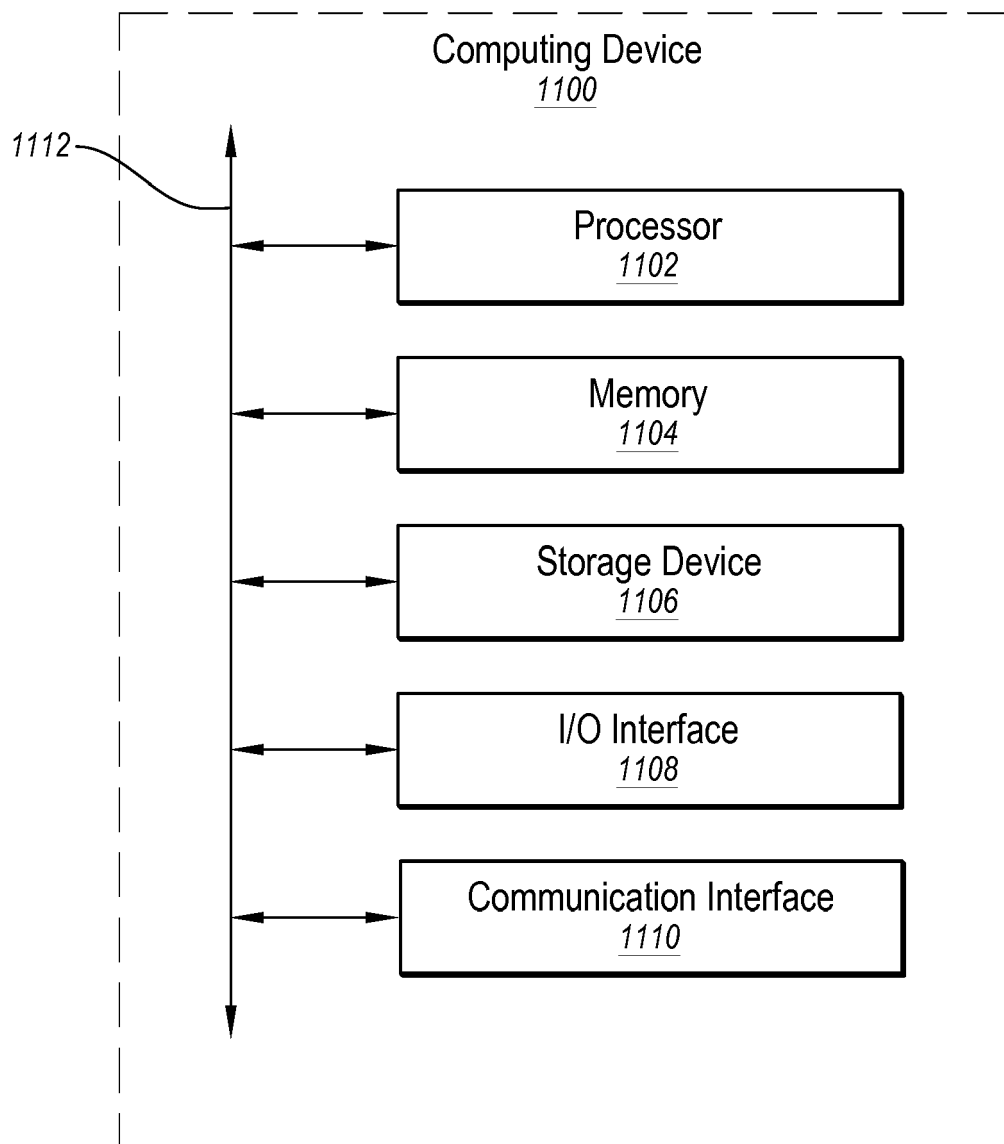 Computing Device
1100
1112
Processor
1102
Memory
1104
Storage Device
1106
I/O Interface
1108
Communication Interface
1110